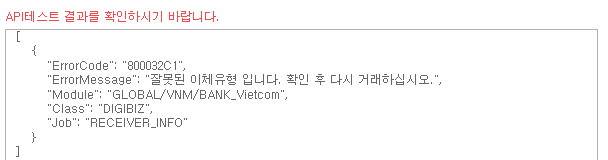 API테스트 결과를 확인하시기 바랍니다.
[
{
"ErrorCode": "800032C1",
"ErrorMessage": "잘못된 이체유형 입니다. 확인 후 다시 거래하십시오.",
"Module": "GLOBAL/VNM/BANK_Vietcom",
"Class": "DIGIBIZ",
"Job": "RECEIVER_INFO"
}
]